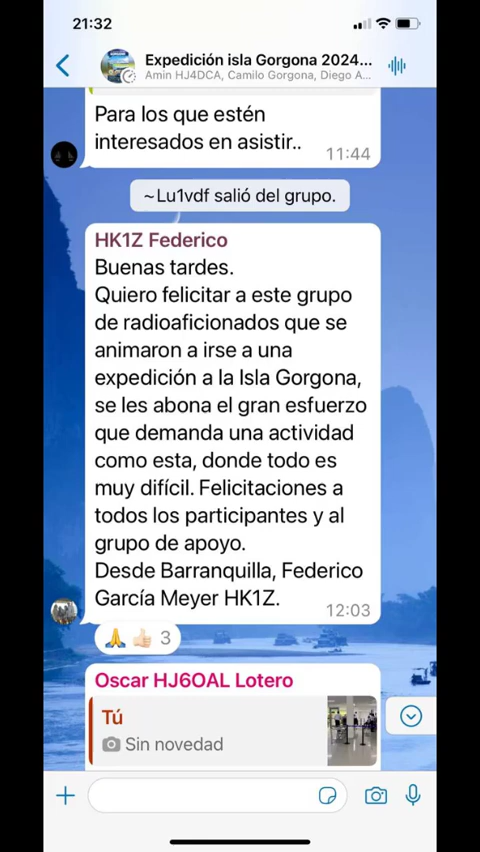 21:32
Expedición isla Gorgona 2024...
Amin HJ4DCA, Camilo Gorgona, Diego A...
Para los que estén
interesados en asistir..
11:44
~Lu1vdf salió del grupo.
HK1Z Federico
Buenas tardes.
Quiero felicitar a este grupo
de radioaficionados que se
animaron a irse a una
expedición a la Isla Gorgona,
se les abona el gran esfuerzo
que demanda una actividad
como esta, donde todo es
muy difícil. Felicitaciones a
todos los participantes y al
grupo de apoyo.
Desde Barranquilla, Federico
García Meyer HK1Z.
12:03
🙏 👍🏻 3
Oscar HJ6OAL Lotero
Tú
Sin novedad